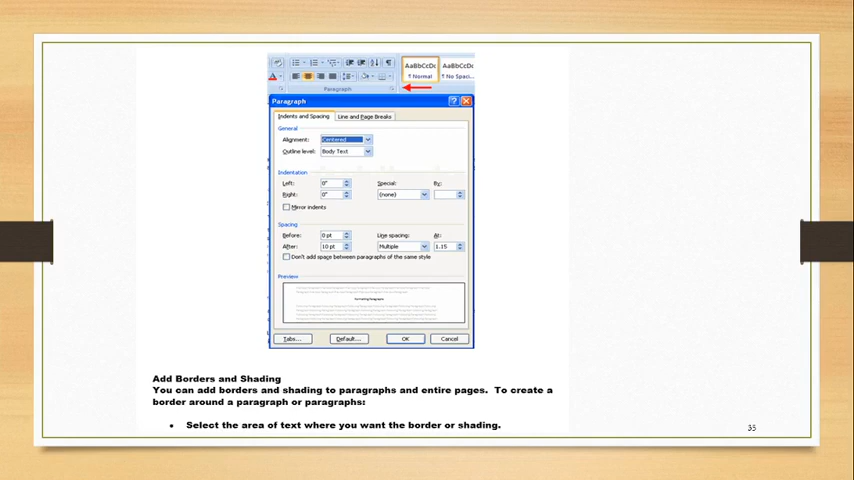 AaBbCcDc AaBbCcDc
¶ Normal ¶ No Spaci...
Paragraph
Paragraph
Indents and Spacing Line and Page Breaks
General
Alignment: Centered
Outline level: Body Text
Indentation
Left: 0" Special: By:
Right: 0" (none)
Mirror indents
Spacing
Before: 0 pt Line spacing: At:
After: 10 pt Multiple 1.15
Don't add space between paragraphs of the same style
Preview
Formatting Paragraphs
Tabs... Default... OK Cancel
Add Borders and Shading
You can add borders and shading to paragraphs and entire pages. To create a
border around a paragraph or paragraphs:
• Select the area of text where you want the border or shading.
35